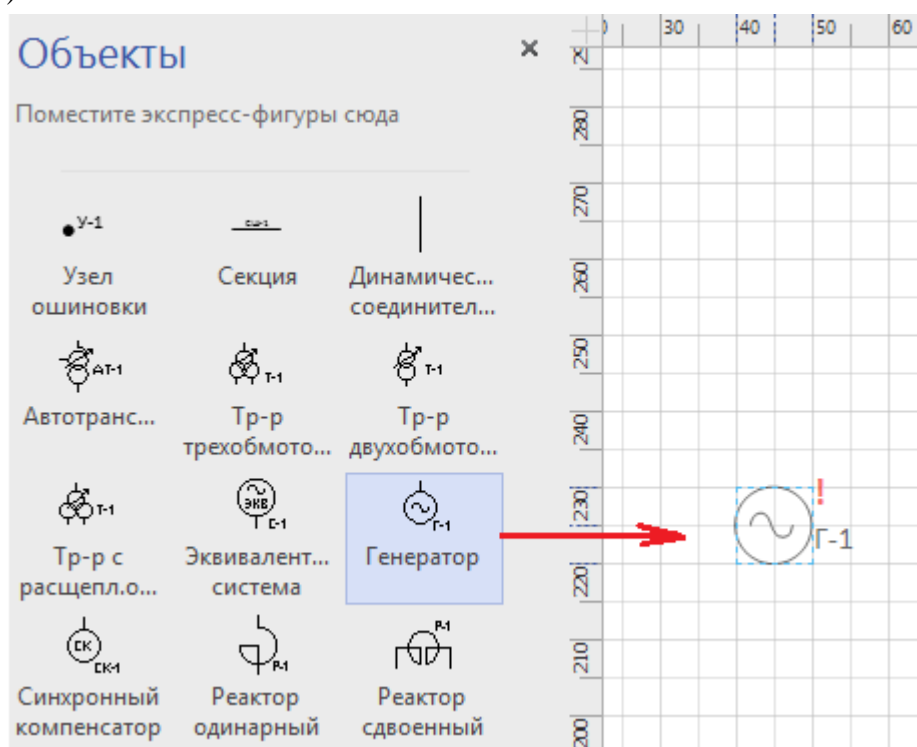 )
Объекты
×
Поместите экспресс-фигуры сюда
У-1
Узел
ошиновки
Секция
Динамичес...
соединител...
АТ-1
Автотранс...
Т-1
Тр-р
трехобмото...
Т-1
Тр-р
двухобмото...
Т-1
Тр-р с
расщепл.о...
ЭКВ
С-1
Эквивалент...
система
Г-1
Генератор
СК
СК-1
Синхронный
компенсатор
Р-1
Реактор
одинарный
Р-1
Реактор
сдвоенный
30 40 50 60
280
270
260
250
240
230
220
210
200
!
Г-1